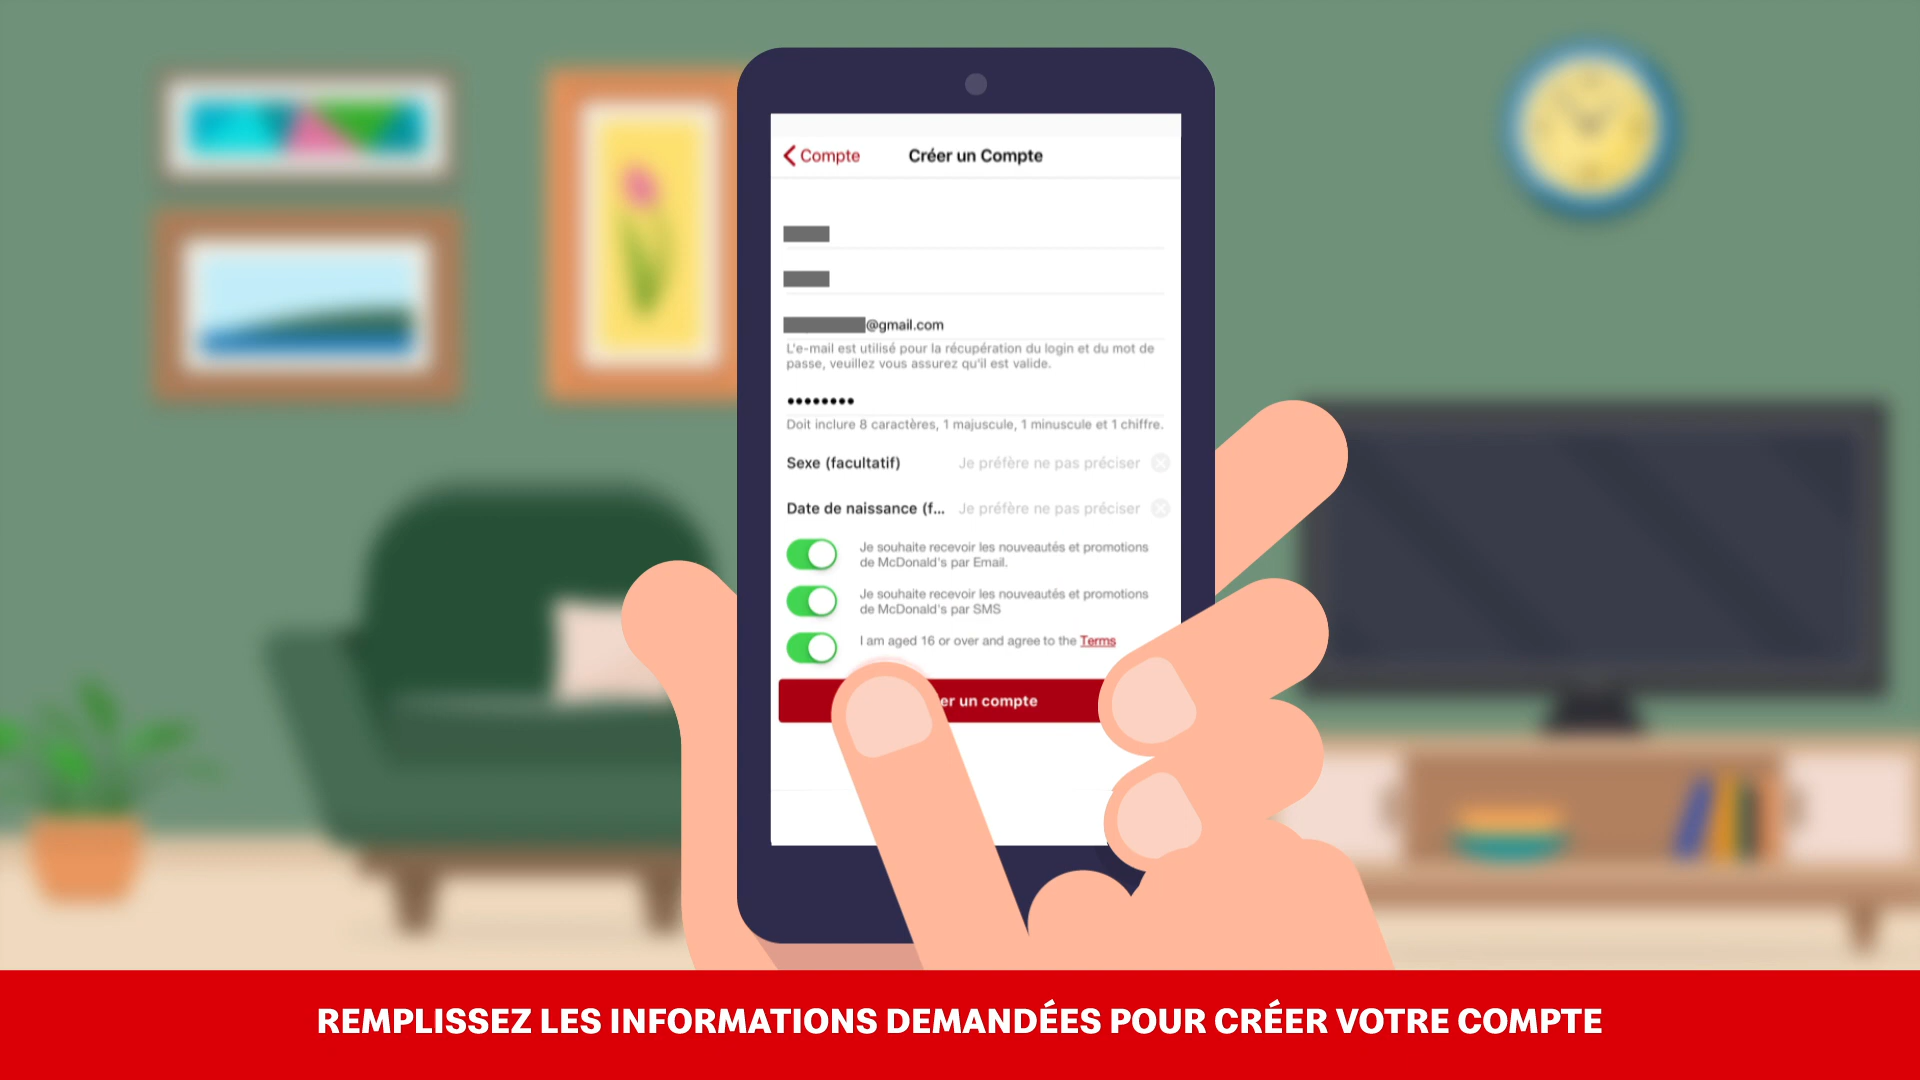 Compte
Créer un Compte
@gmail.com
L'e-mail est utilisé pour la récupération du login et du mot de
passe, veuillez vous assurez qu'il est valide.
Doit inclure 8 caractères, 1 majuscule, 1 minuscule et 1 chiffre.
Sexe (facultatif) Je préfère ne pas préciser
Date de naissance (f... Je préfère ne pas préciser
Je souhaite recevoir les nouveautés et promotions
de McDonald's par Email.
Je souhaite recevoir les nouveautés et promotions
de McDonald's par SMS
I am aged 16 or over and agree to the Terms
er un compte
REMPLISSEZ LES INFORMATIONS DEMANDÉES POUR CRÉER VOTRE COMPTE